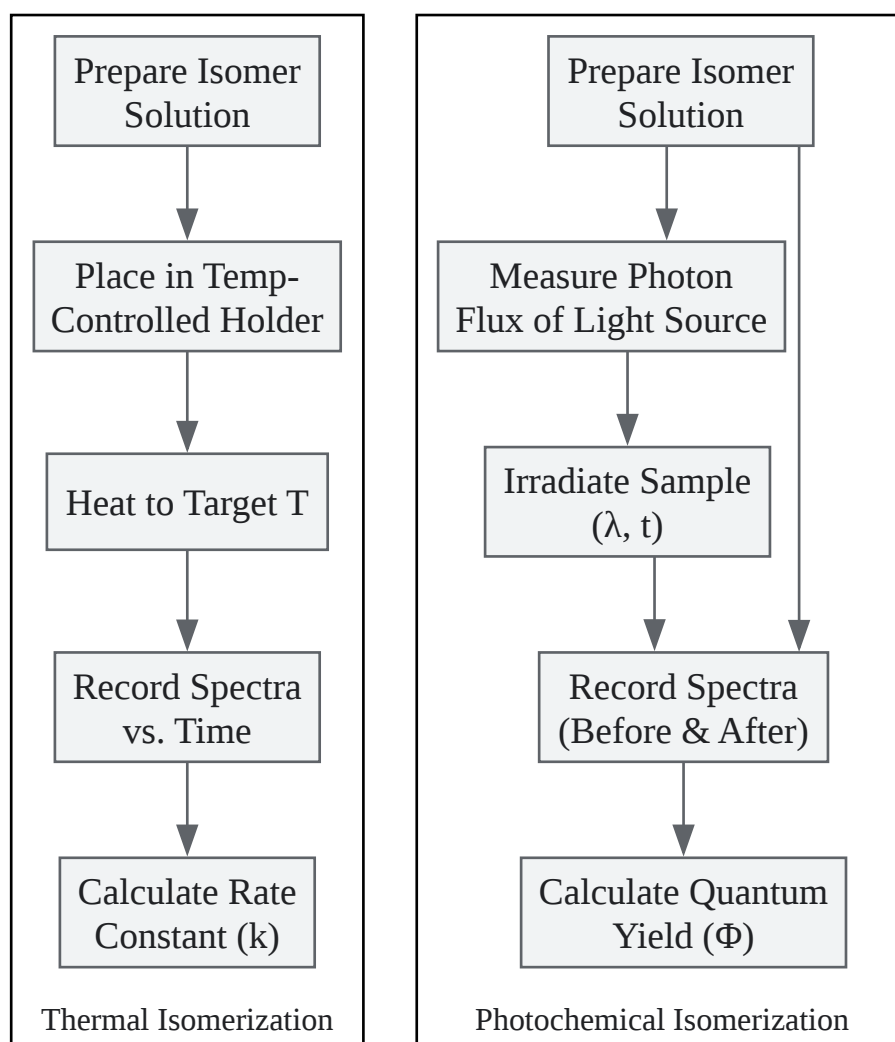 Prepare Isomer
Solution
Place in Temp-
Controlled Holder
Heat to Target T
Record Spectra
vs. Time
Calculate Rate
Constant (k)
Thermal Isomerization
Prepare Isomer
Solution
Measure Photon
Flux of Light Source
Irradiate Sample
(λ, t)
Record Spectra
(Before & After)
Calculate Quantum
Yield (Φ)
Photochemical Isomerization